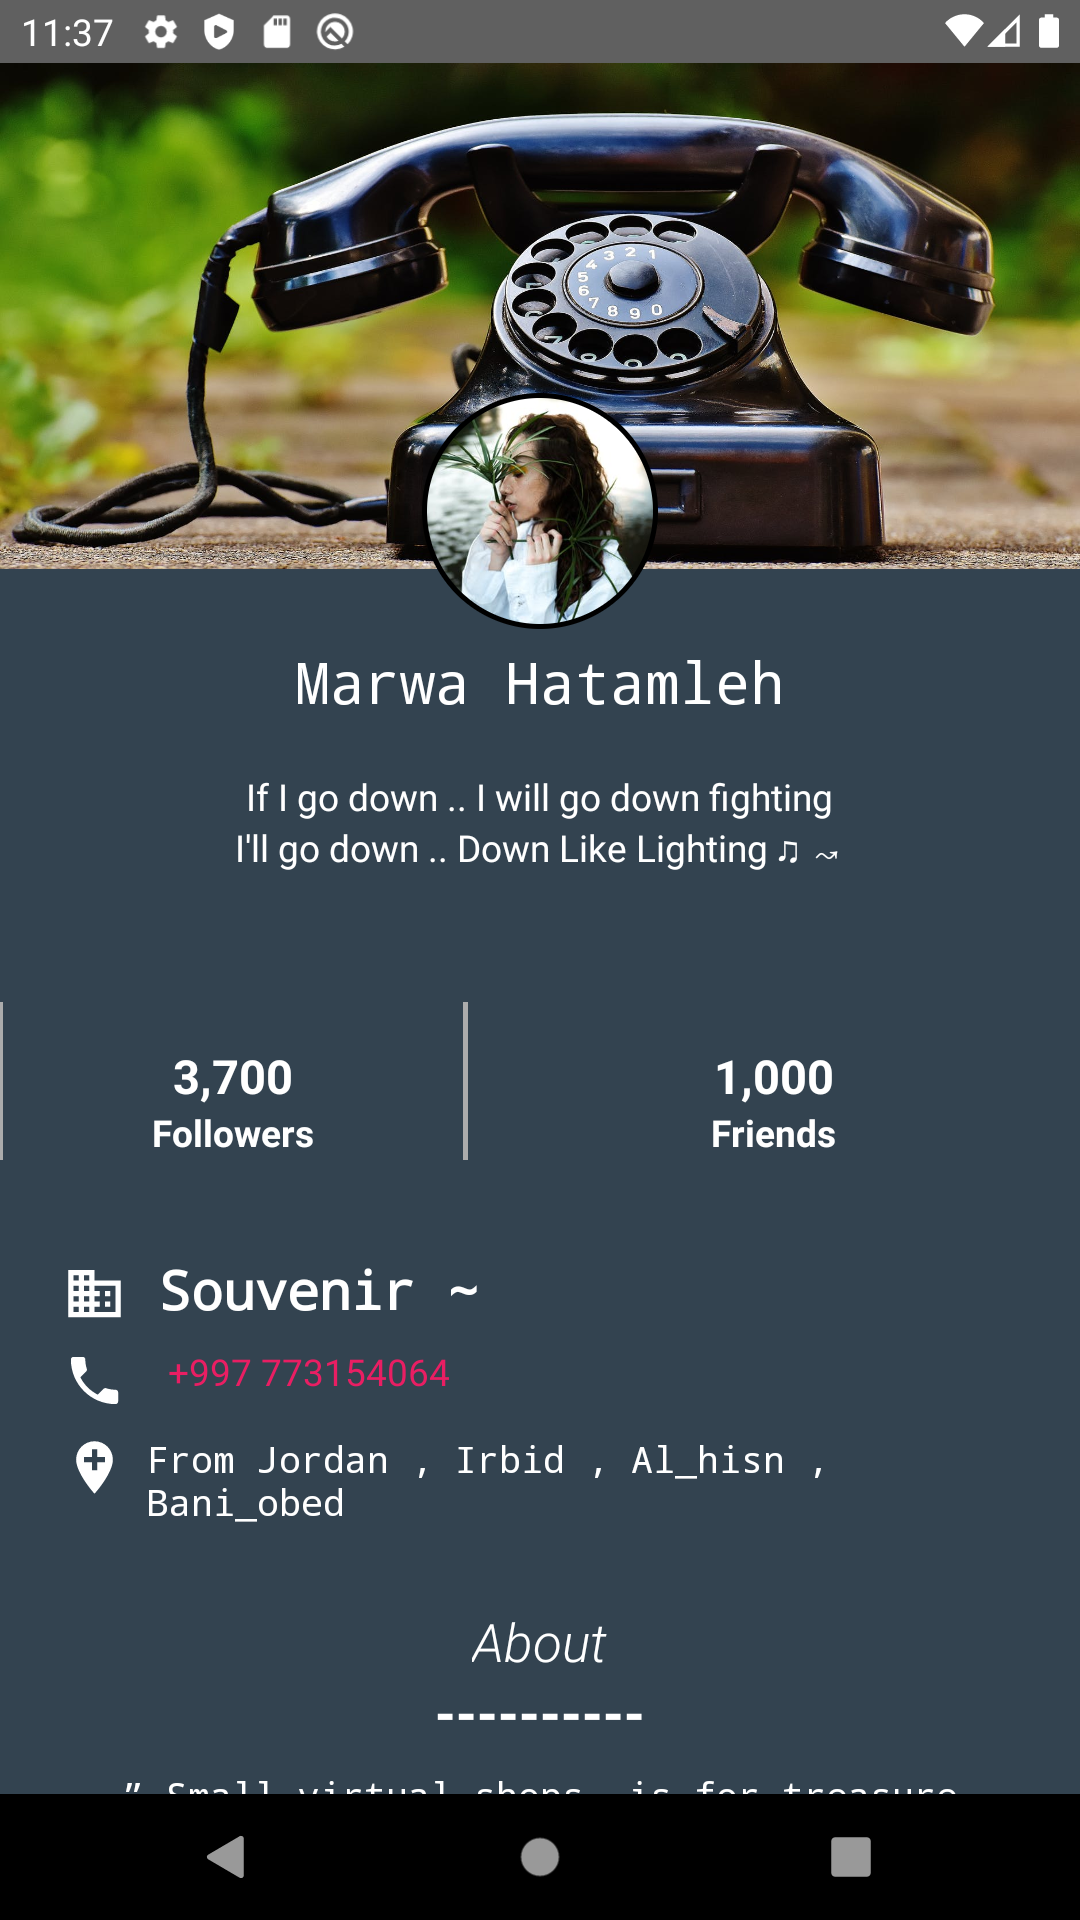 11:37
1
2
3
4
5
6
7
8
9
0
Marwa Hatamleh
If I go down .. I will go down fighting
I'll go down .. Down Like Lighting ♫ ⤳
3,700
1,000
Followers
Friends
Souvenir ~
+997 773154064
From Jordan , Irbid , Al_hisn ,
Bani_obed
About
----------
” Small virtual shops  is for treasure